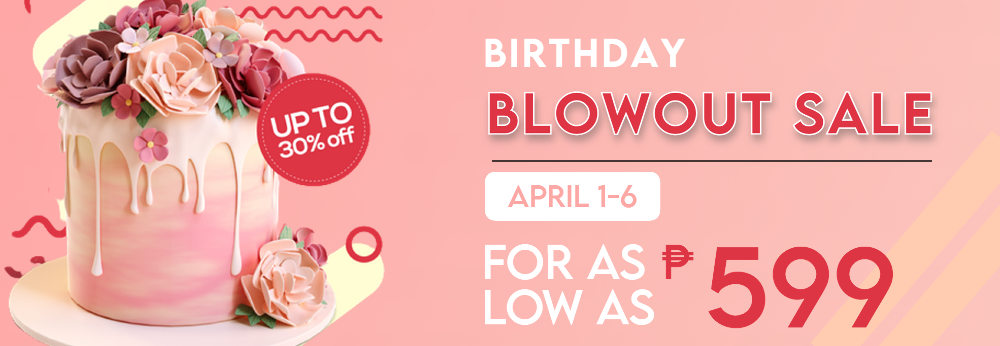 UP TO
30% off
BIRTHDAY
BLOWOUT SALE
APRIL 1-6
FOR AS
LOW AS
₱ 599